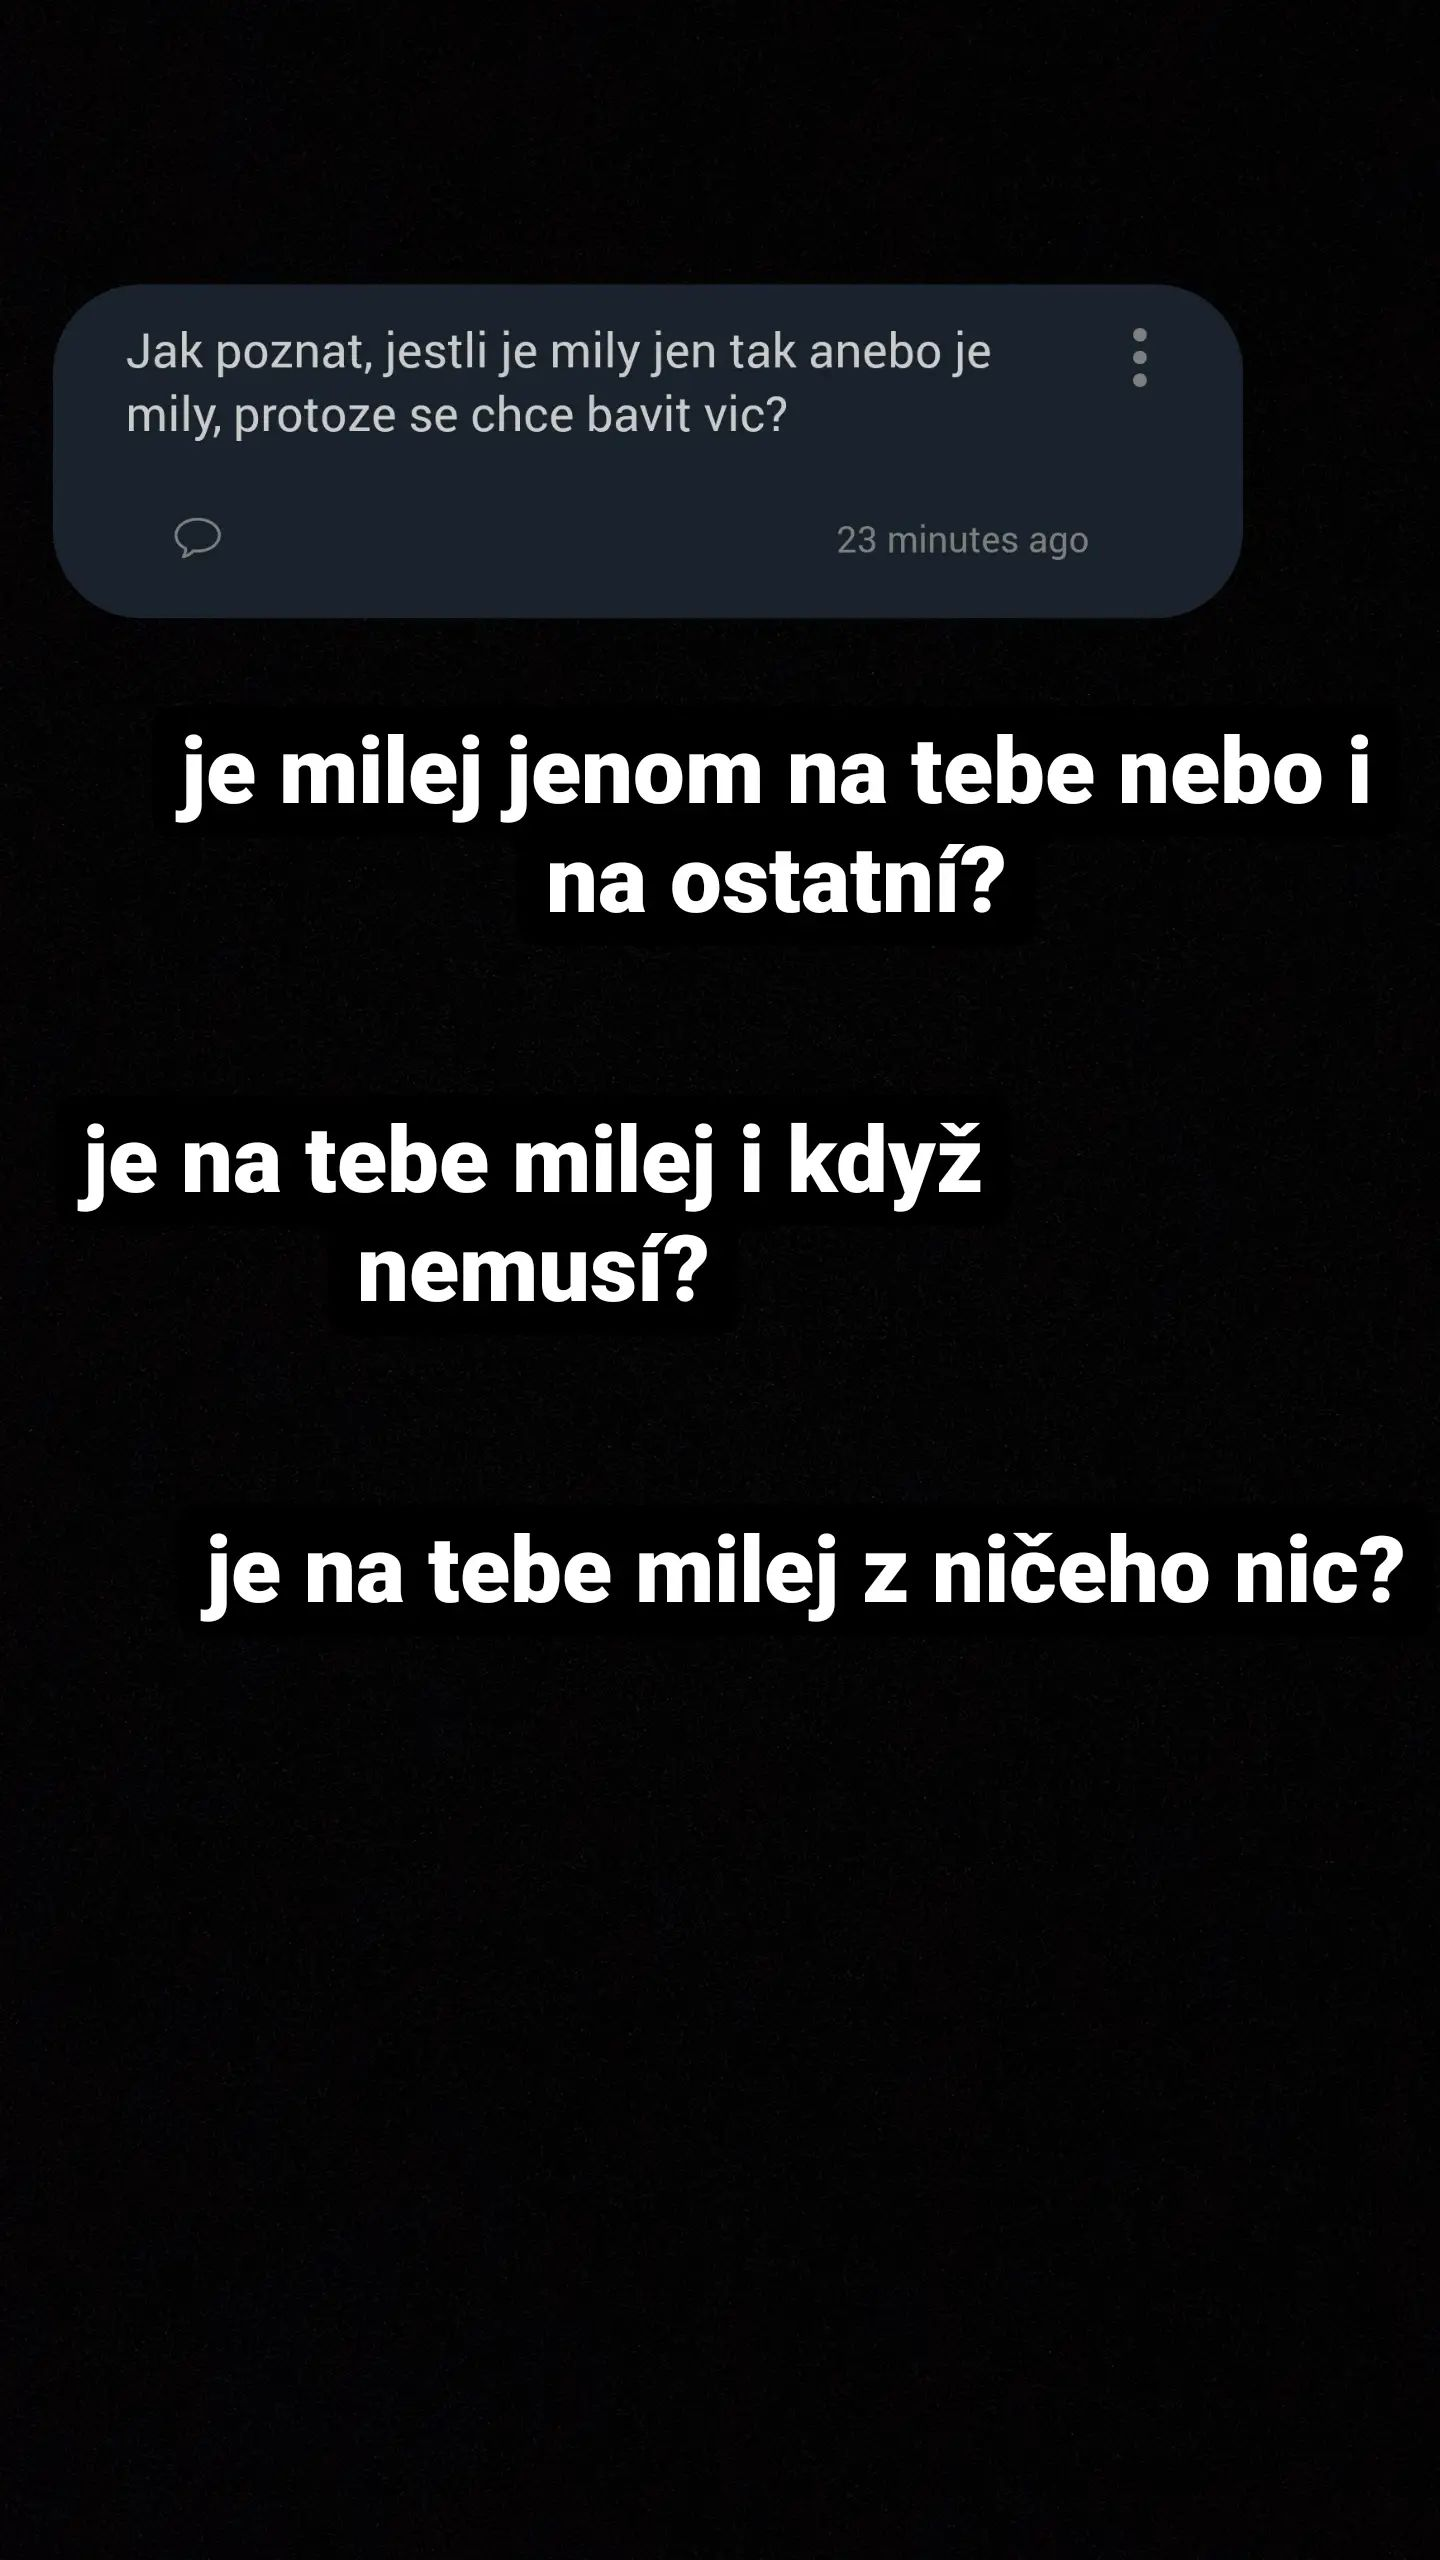 Jak poznat, jestli je mily jen tak anebo je
mily, protoze se chce bavit vic?
23 minutes ago
je milej jenom na tebe nebo i
na ostatní?
je na tebe milej i když
nemusí?
je na tebe milej z ničeho nic?